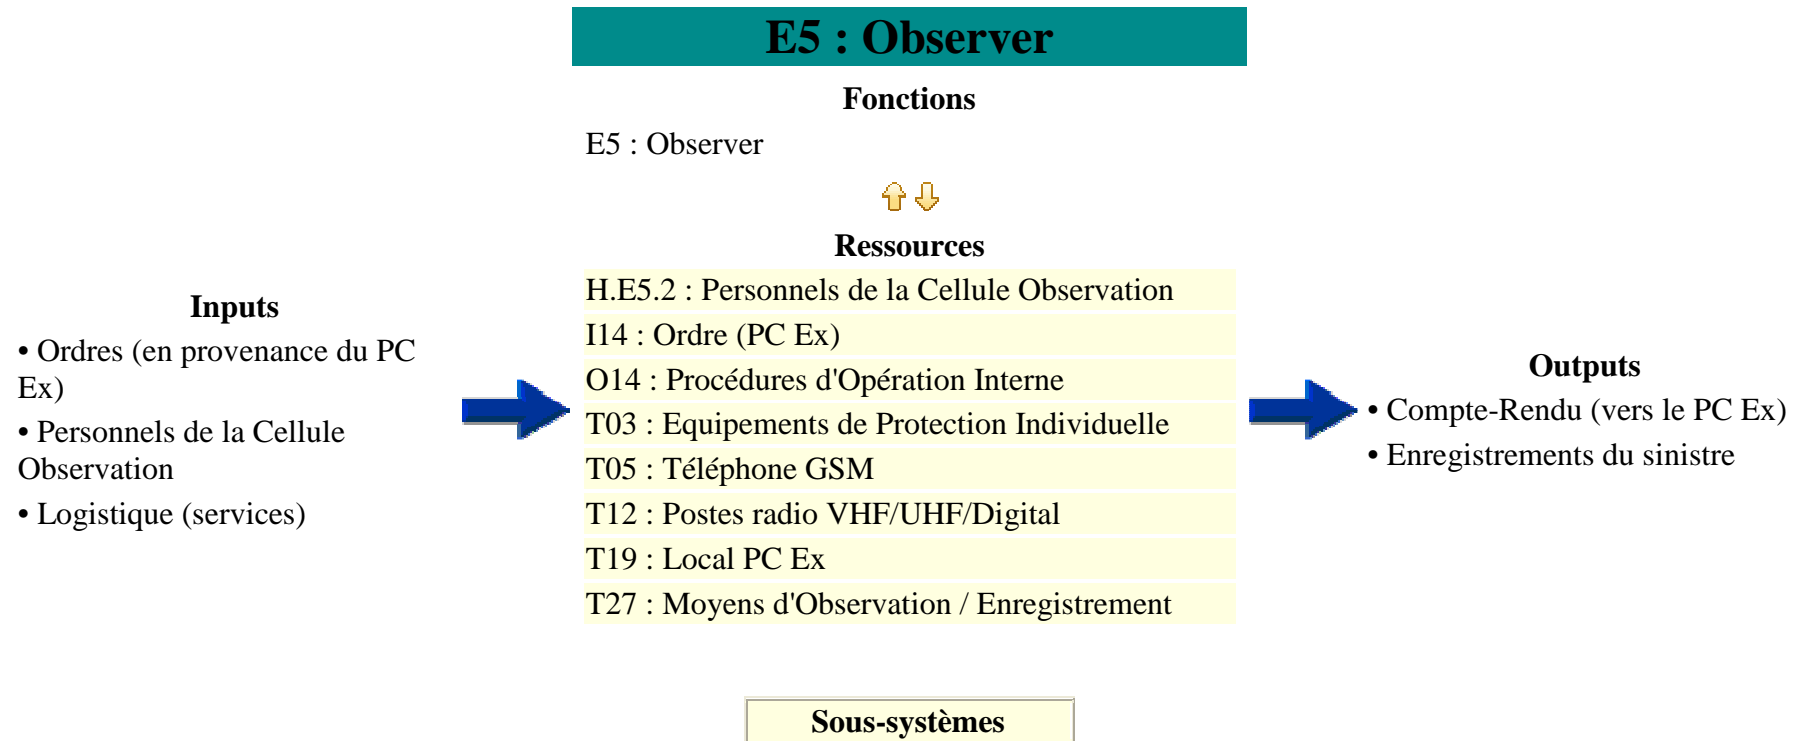 E5 : Observer
Fonctions
E5 : Observer
Ressources
H.E5.2 : Personnels de la Cellule Observation
I14 : Ordre (PC Ex)
O14 : Procédures d'Opération Interne
T03 : Equipements de Protection Individuelle
T05 : Téléphone GSM
T12 : Postes radio VHF/UHF/Digital
T19 : Local PC Ex
T27 : Moyens d'Observation / Enregistrement
Inputs
• Ordres (en provenance du PC
Ex)
• Personnels de la Cellule
Observation
• Logistique (services)
Outputs
• Compte-Rendu (vers le PC Ex)
• Enregistrements du sinistre
Sous-systèmes